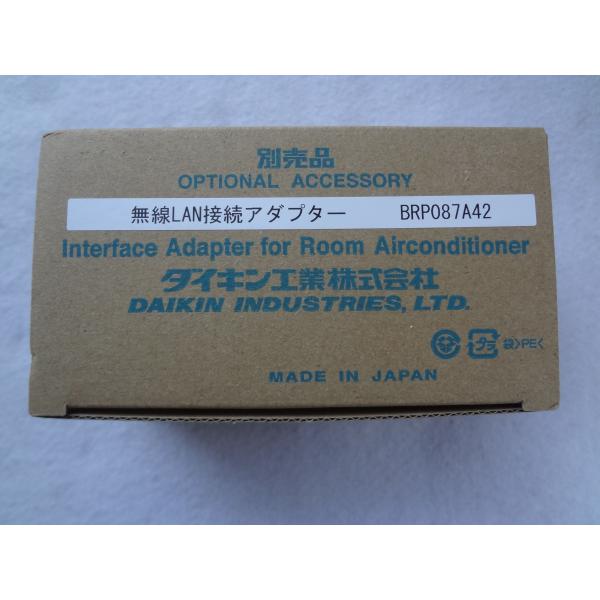 別売品
OPTIONAL ACCESSORY
無線LAN接続アダプター BRP087A42
Interface Adapter for Room Airconditioner
ダイキン工業株式会社
DAIKIN INDUSTRIES, LTD.
プラ 袋>PE<
MADE IN JAPAN